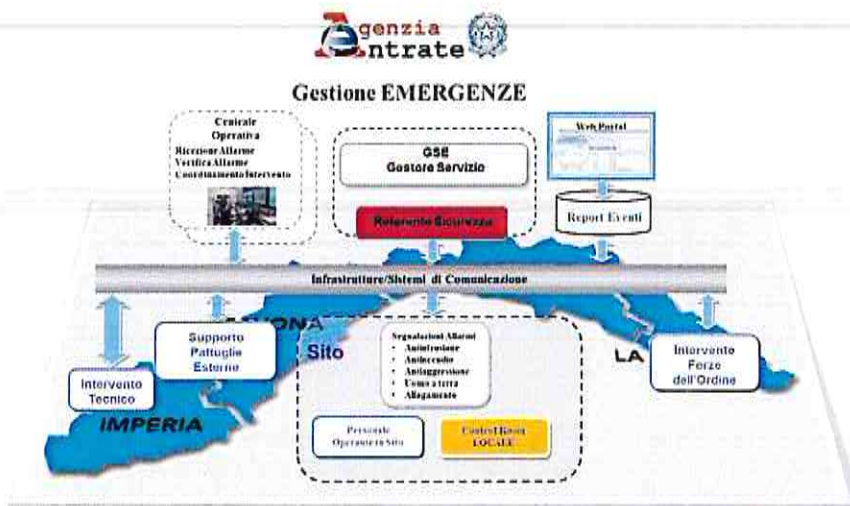 Agenzia
Entrate
Gestione EMERGENZE
Centrale
Operativa
Ricezione Allarme
Verifica Allarme
Coordinamento Intervento
GSE
Gestore Servizio
Referente Sicurezza
Web Portal
Report Eventi
Infrastrutture/Sistemi di Comunicazione
Intervento
Tecnico
Supporto
Pattuglie
Esterne
Sito
Segnalazioni Allarmi
• Antintrusione
• Antincendio
• Antiaggressione
• Uomo a terra
• Allagamento
Personale
Operante in Sito
Control Room
LOCALE
LA
Intervento
Forze
dell'Ordine
IMPERIA